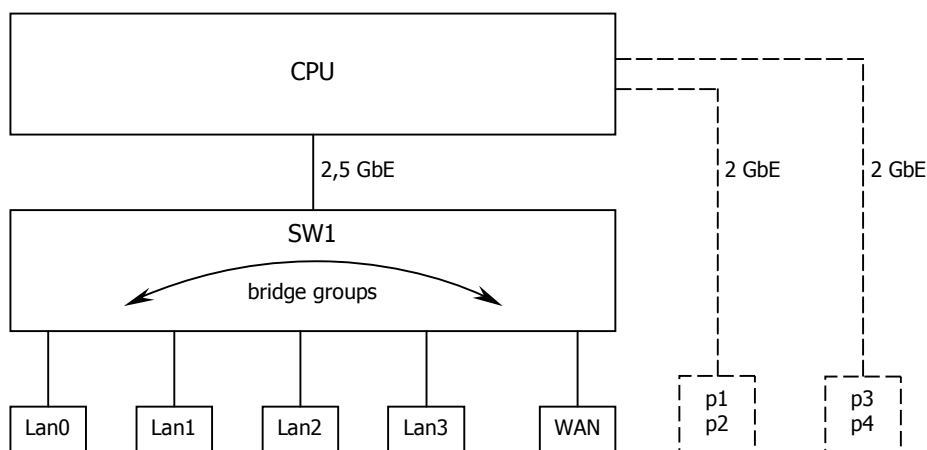 CPU
2,5 GbE
2 GbE
2 GbE
SW1
bridge groups
Lan0
Lan1
Lan2
Lan3
WAN
p1
p2
p3
p4